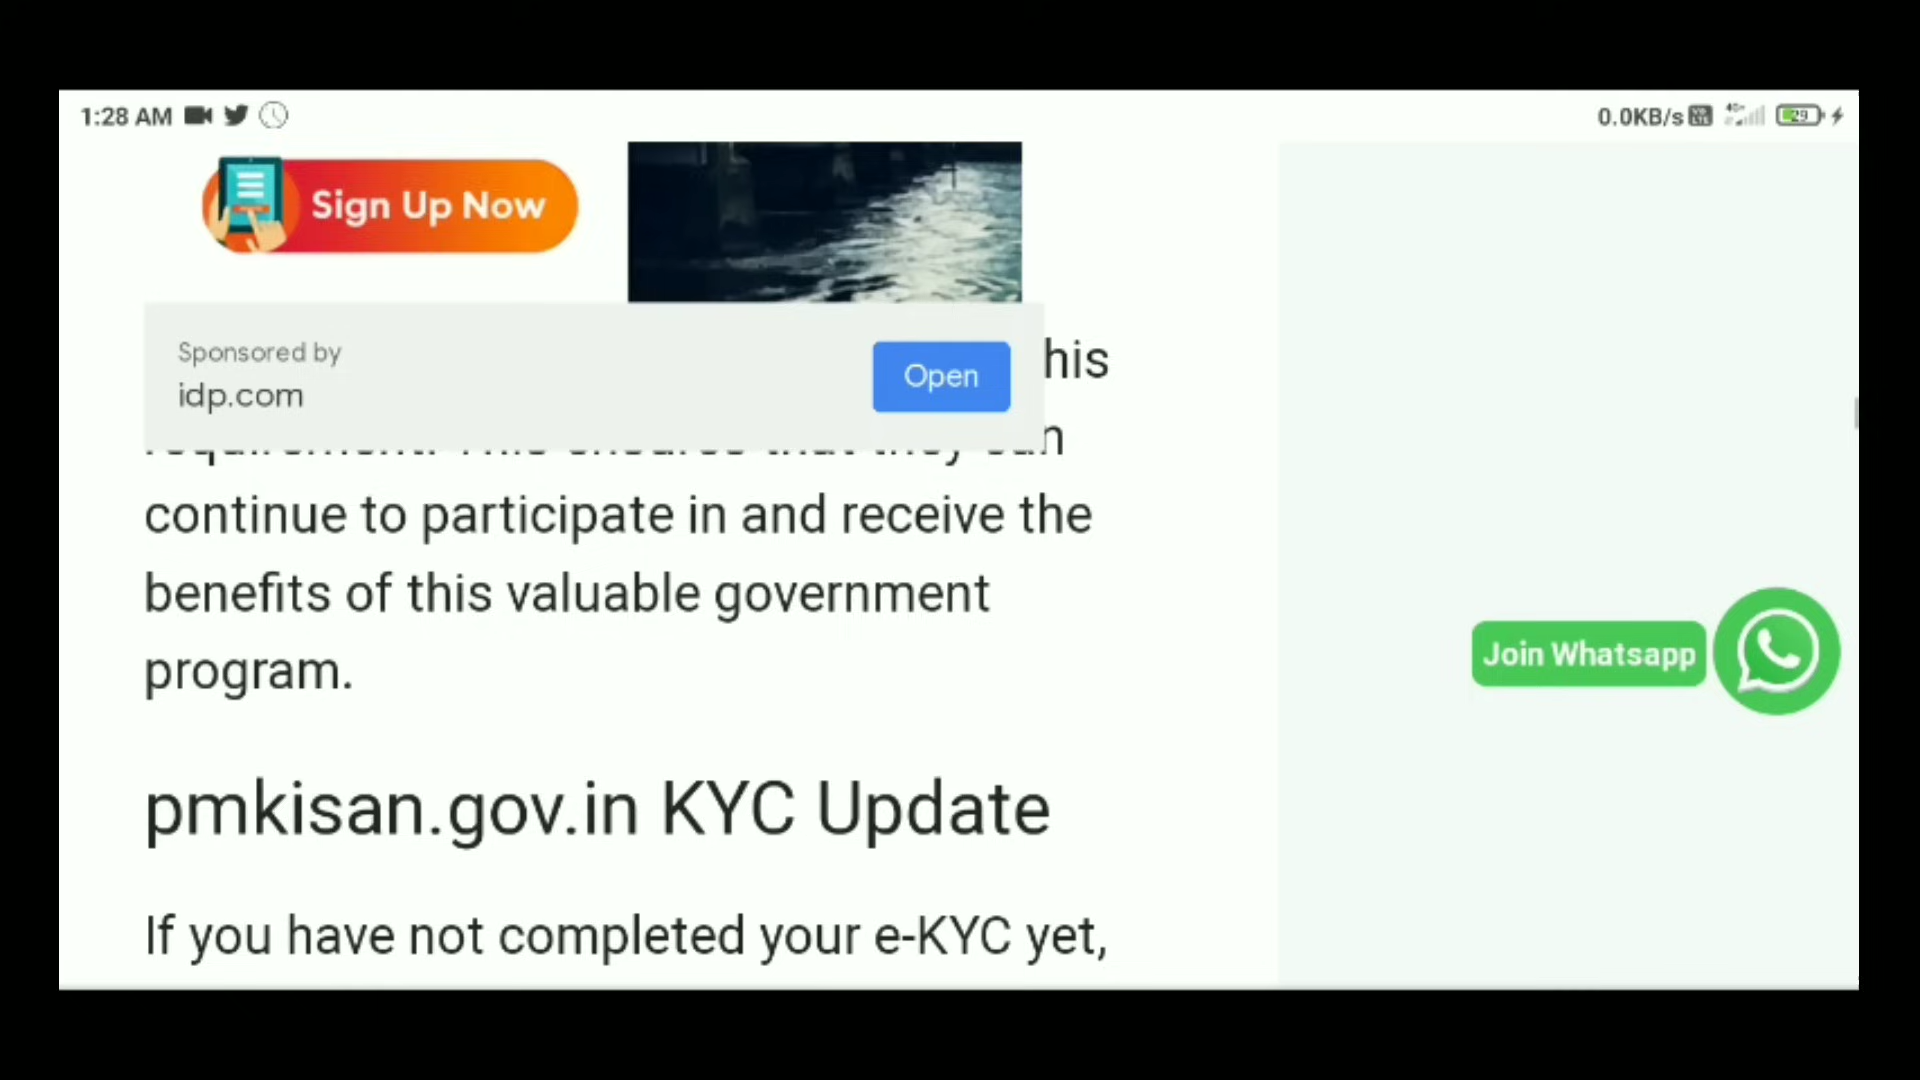 1:28 AM
0.0KB/s
4G+
29
Sign Up Now
Sponsored by
idp.com
Open
his
continue to participate in and receive the
benefits of this valuable government
program.
Join Whatsapp
pmkisan.gov.in KYC Update
If you have not completed your e-KYC yet,